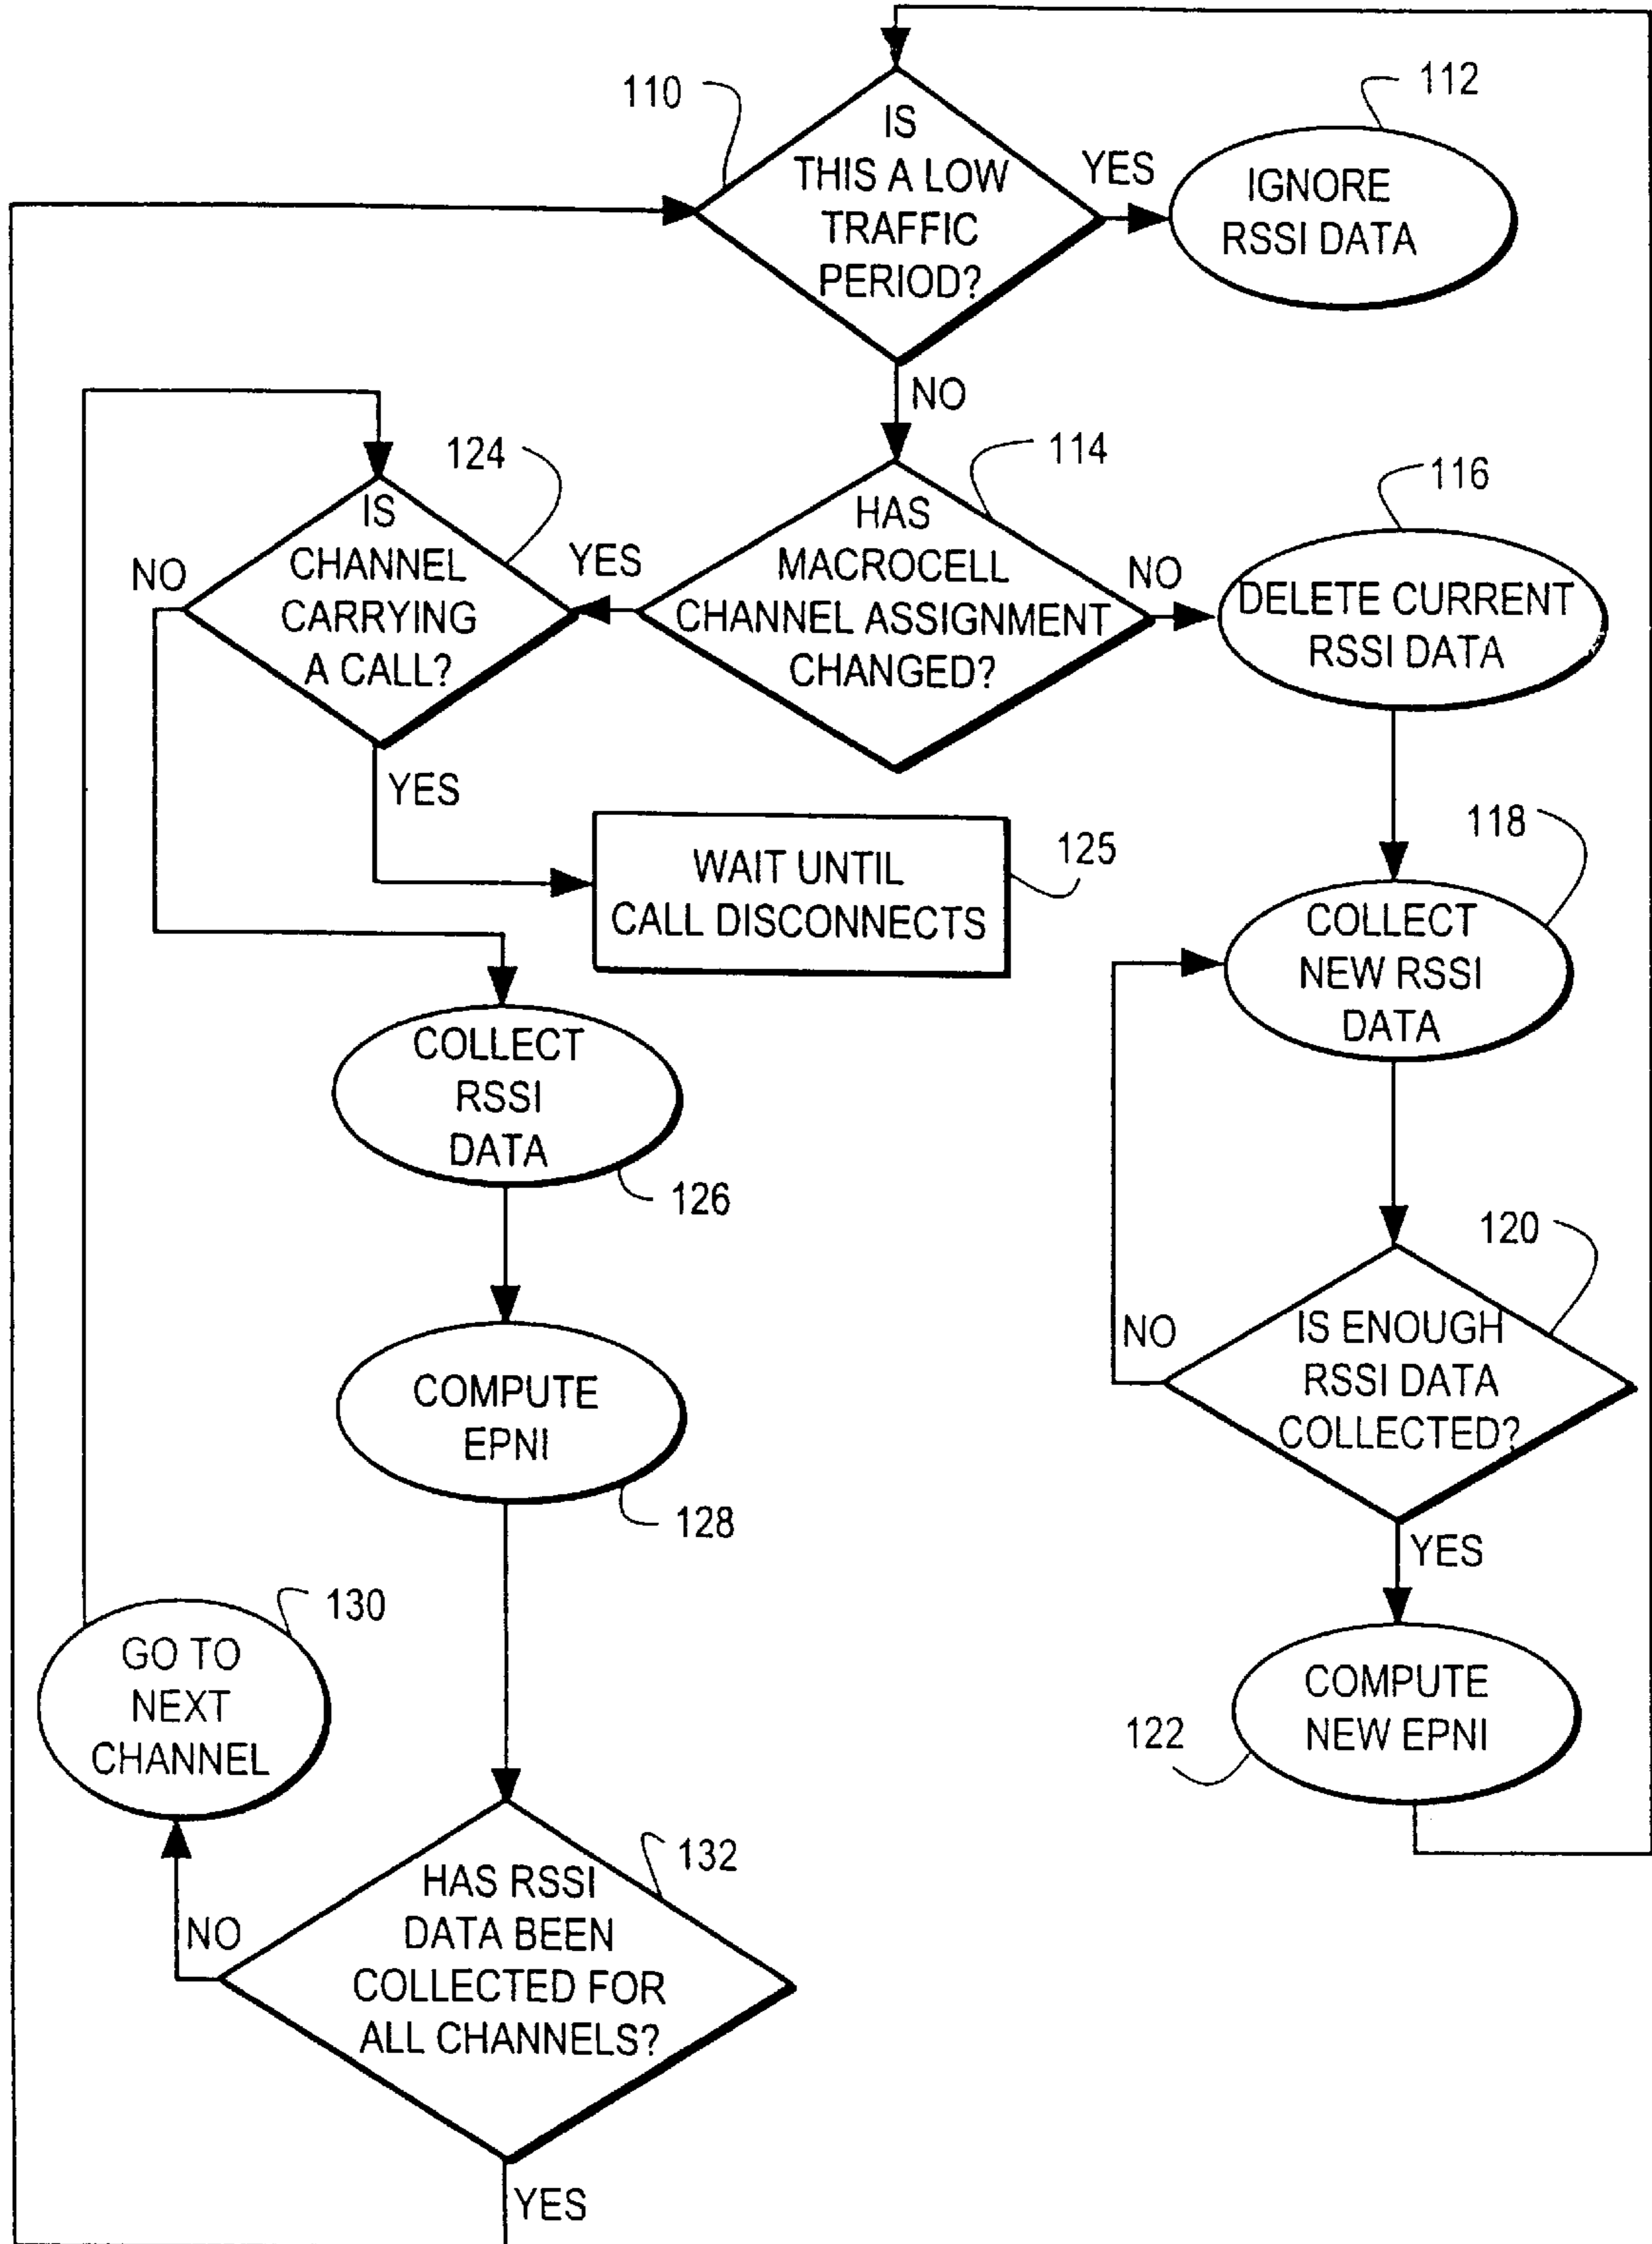 110
IS
THIS A LOW
TRAFFIC
PERIOD?
YES
112
IGNORE
RSSI DATA
NO
124
IS
CHANNEL
CARRYING
A CALL?
NO
YES
114
HAS
MACROCELL
CHANNEL ASSIGNMENT
CHANGED?
YES
NO
116
DELETE CURRENT
RSSI DATA
WAIT UNTIL
CALL DISCONNECTS
125
118
COLLECT
NEW RSSI
DATA
COLLECT
RSSI
DATA
126
120
IS ENOUGH
RSSI DATA
COLLECTED?
NO
YES
COMPUTE
EPNI
128
130
GO TO
NEXT
CHANNEL
122
COMPUTE
NEW EPNI
132
HAS RSSI
DATA BEEN
COLLECTED FOR
ALL CHANNELS?
NO
YES